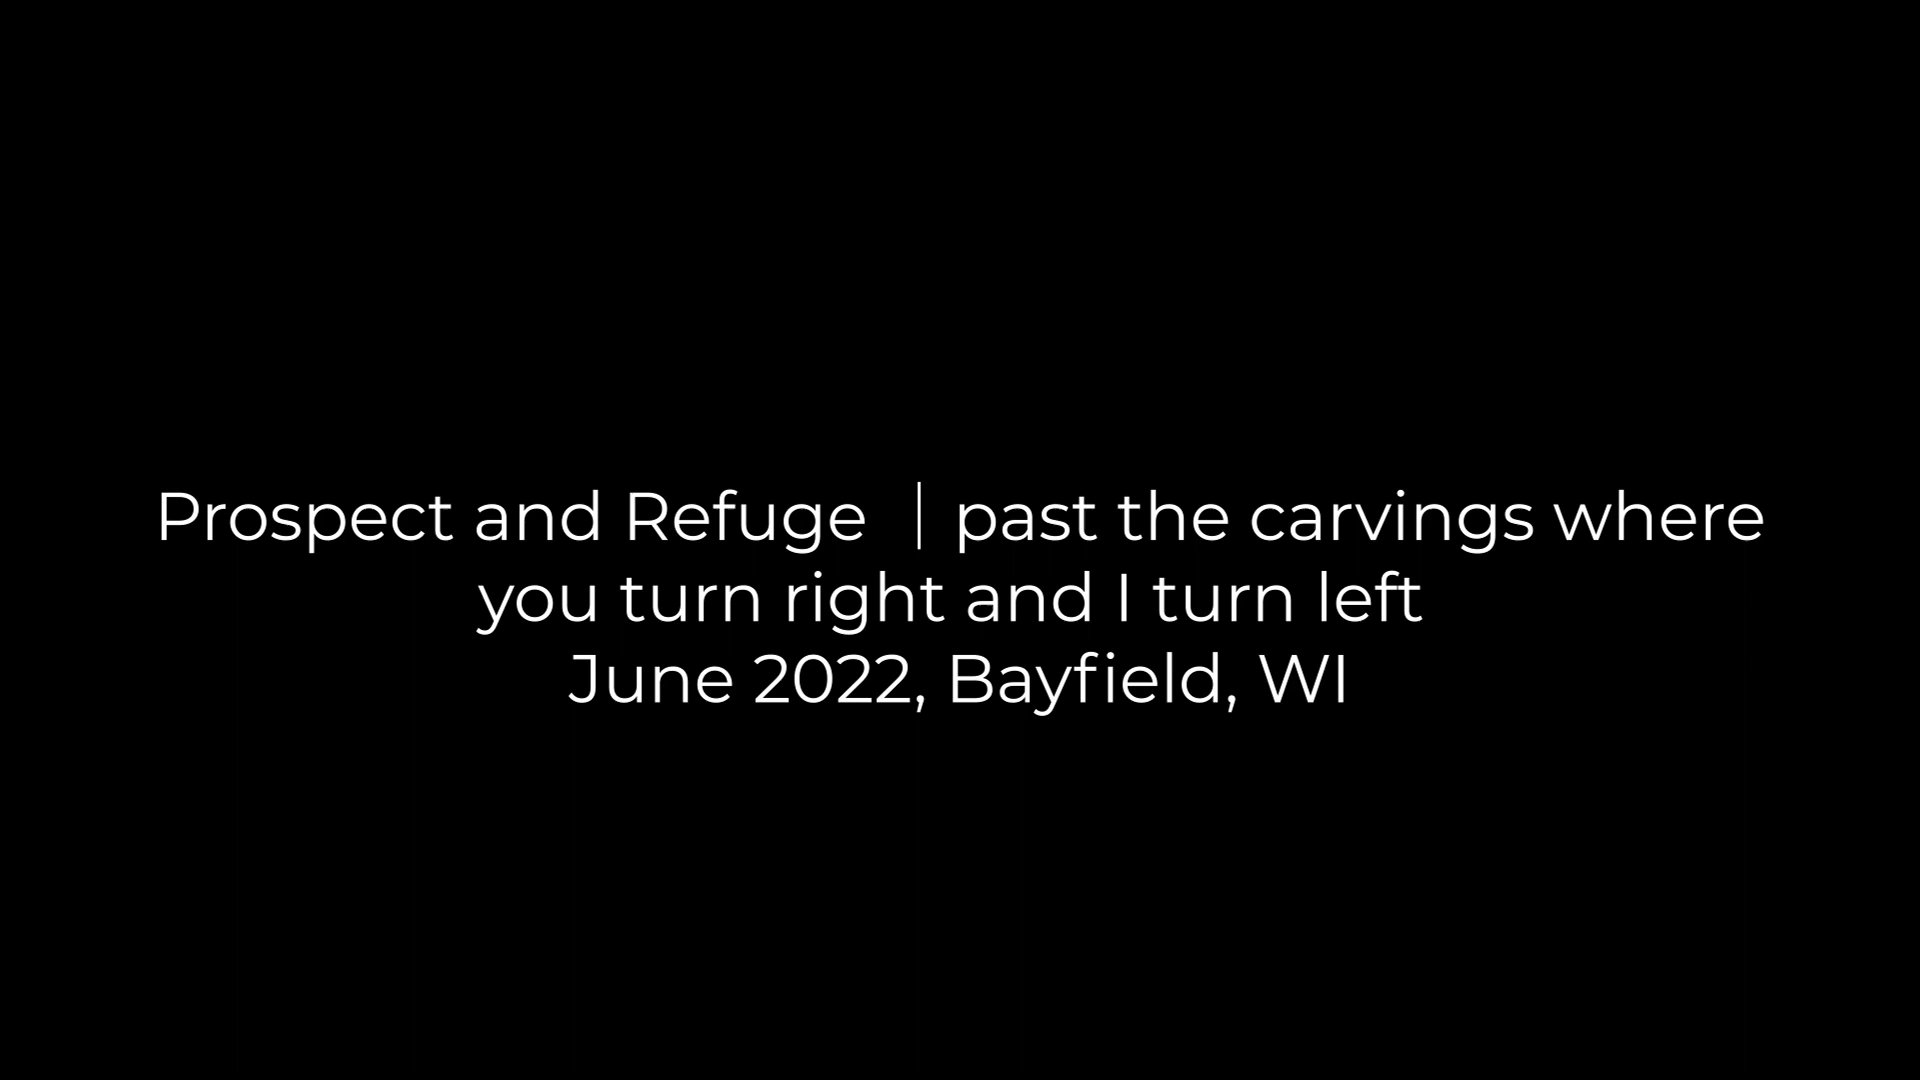 Prospect and Refuge | past the carvings where
you turn right and I turn left
June 2022, Bayfield, WI